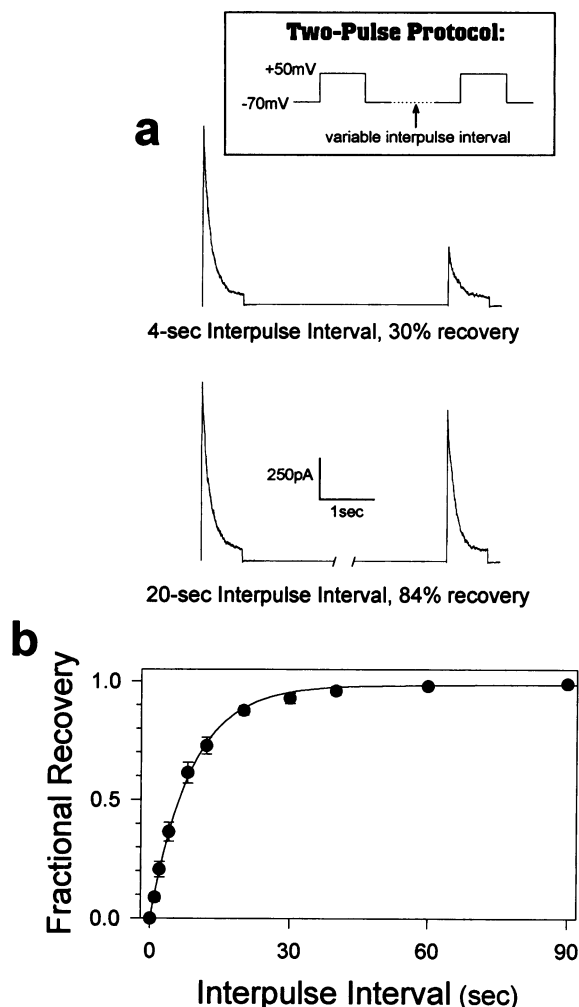 Two-Pulse Protocol:
+50mV
-70mV
variable interpulse interval
a
4-sec Interpulse Interval, 30% recovery
250pA
1sec
20-sec Interpulse Interval, 84% recovery
b
Fractional Recovery
1.0
0.5
0.0
0 30 60 90
Interpulse Interval (sec)